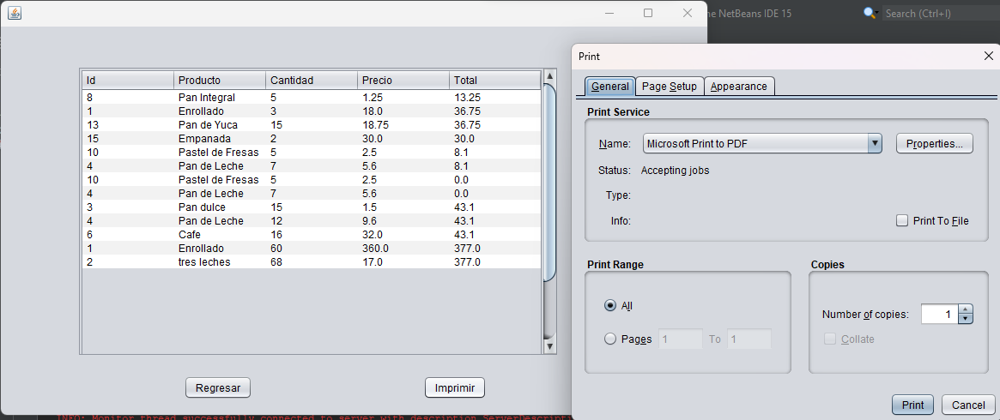 he NetBeans IDE 15
Search (Ctrl+I)
Id Producto Cantidad Precio Total
8 Pan Integral 5 1.25 13.25
1 Enrollado 3 18.0 36.75
13 Pan de Yuca 15 18.75 36.75
15 Empanada 2 30.0 30.0
10 Pastel de Fresas 5 2.5 8.1
4 Pan de Leche 7 5.6 8.1
10 Pastel de Fresas 5 2.5 0.0
4 Pan de Leche 7 5.6 0.0
3 Pan dulce 15 1.5 43.1
4 Pan de Leche 12 9.6 43.1
6 Cafe 16 32.0 43.1
1 Enrollado 60 360.0 377.0
2 tres leches 68 17.0 377.0
Regresar Imprimir
Print
General Page Setup Appearance
Print Service
Name: Microsoft Print to PDF Properties...
Status: Accepting jobs
Type:
Info: Print To File
Print Range
All
Pages 1 To 1
Copies
Number of copies: 1
Collate
Print Cancel
INFO: Monitor thread successfully connected to server with description ServerDescripti